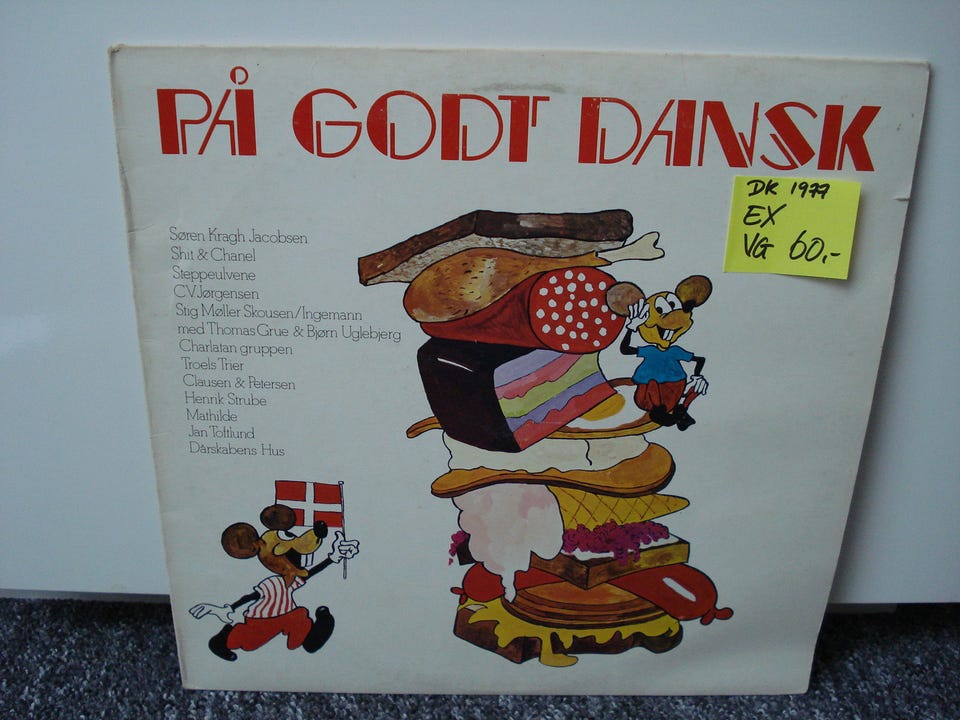 PÅ GODT DANSK
DK 1977
EX
VG 60,-
Søren Kragh Jacobsen
Shit & Chanel
Steppeulvene
C.V. Jørgensen
Stig Møller Skousen/Ingemann
med Thomas Grue & Bjørn Uglebjerg
Charlatan gruppen
Troels Trier
Clausen & Petersen
Henrik Strube
Mathilde
Jan Toftlund
Dårskabens Hus